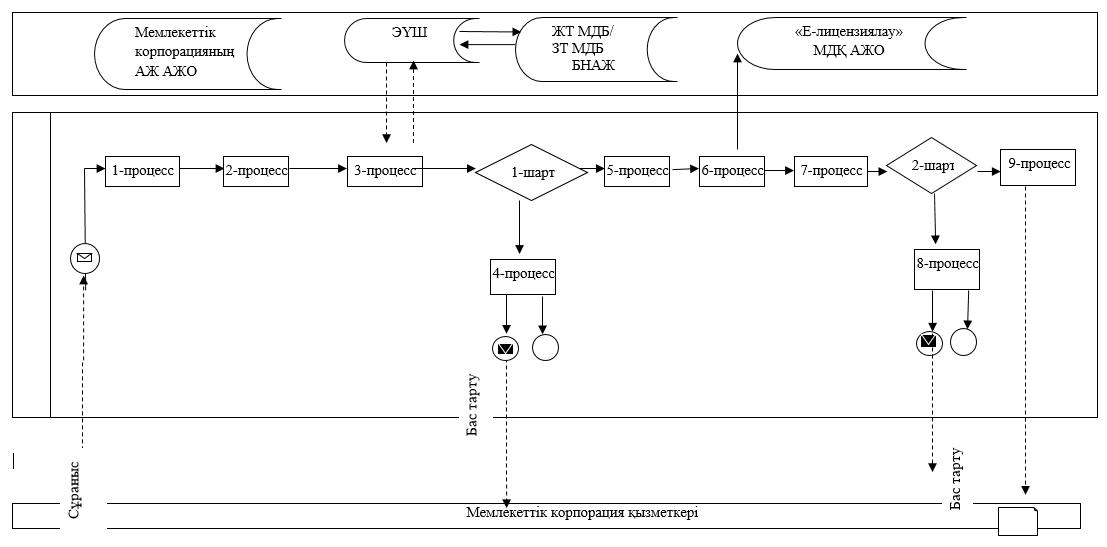 Мемлекеттік
корпорацияның
АЖ АЖО
ЭҮШ
ЖТ МДБ/
ЗТ МДБ
БНАЖ
«Е-лицензиялау»
МДҚ АЖО
1-процесс
2-процесс
3-процесс
1-шарт
5-процесс
6-процесс
7-процесс
2-шарт
9-процесс
4-процесс
8-процесс
Бас тарту
Бас тарту
Сұраныс
Мемлекеттік корпорация қызметкері